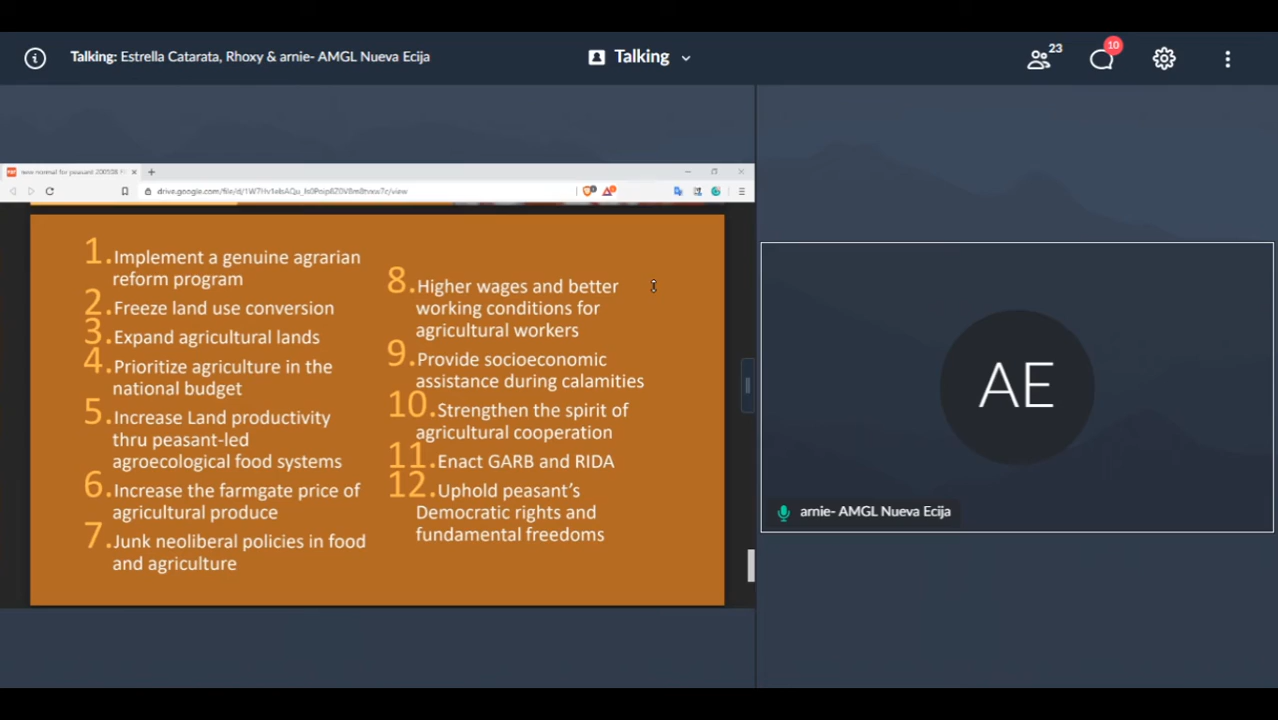 Talking: Estrella Catarata, Rhoxy & arnie- AMGL Nueva Ecija
Talking
23
10
drive.google.com/file/d/
1.Implement a genuine agrarian
reform program
2.Freeze land use conversion
3.Expand agricultural lands
4.Prioritize agriculture in the
national budget
5.Increase Land productivity
thru peasant-led
agroecological food systems
6.Increase the farmgate price of
agricultural produce
7.Junk neoliberal policies in food
and agriculture
8.Higher wages and better
working conditions for
agricultural workers
9.Provide socioeconomic
assistance during calamities
10.Strengthen the spirit of
agricultural cooperation
11.Enact GARB and RIDA
12.Uphold peasant's
Democratic rights and
fundamental freedoms
AE
arnie- AMGL Nueva Ecija